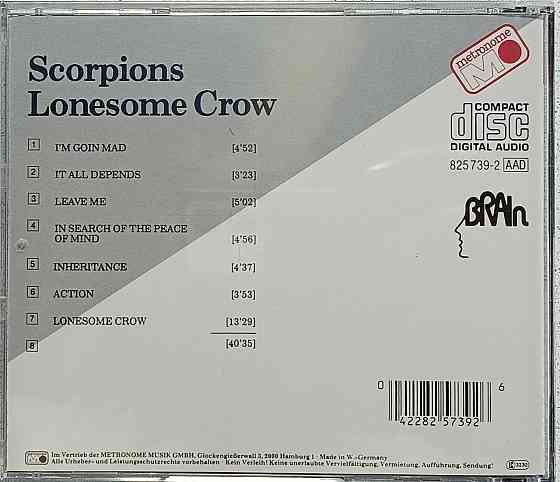 Scorpions
Lonesome Crow
metronome
M
COMPACT
disc
DIGITAL AUDIO
825 739-2 AAD
BRAIn
1 I'M GOIN MAD [4'52]
2 IT ALL DEPENDS [3'23]
3 LEAVE ME [5'02]
4 IN SEARCH OF THE PEACE
OF MIND [4'56]
5 INHERITANCE [4'37]
6 ACTION [3'53]
7 LONESOME CROW [13'29]
8 [40'35]
0 42282 57392 6
Im Vertrieb der METRONOME MUSIK GMBH, Glockengießerwall 3, 2000 Hamburg 1 · Made in W.-Germany
Alle Urheber- und Leistungsschutzrechte vorbehalten · Kein Verleih! Keine unerlaubte Vervielfältigung, Vermietung, Aufführung, Sendung!